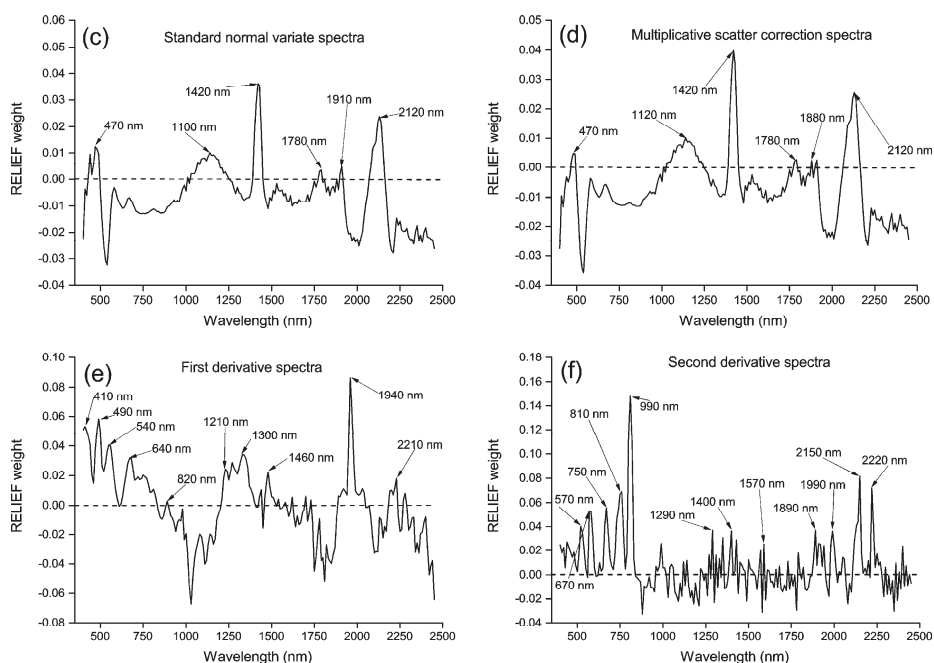 (c)
Standard normal variate spectra
RELIEF weight
0.06
0.05
0.04
0.03
0.02
0.01
0.00
-0.01
-0.02
-0.03
-0.04
470 nm
1100 nm
1420 nm
1780 nm
1910 nm
2120 nm
500 750 1000 1250 1500 1750 2000 2250 2500
Wavelength (nm)
(d)
Multiplicative scatter correction spectra
RELIEF weight
0.05
0.04
0.03
0.02
0.01
0.00
-0.01
-0.02
-0.03
-0.04
470 nm
1120 nm
1420 nm
1780 nm
1880 nm
2120 nm
500 750 1000 1250 1500 1750 2000 2250 2500
Wavelength (nm)
(e)
First derivative spectra
RELIEF weight
0.10
0.08
0.06
0.04
0.02
0.00
-0.02
-0.04
-0.06
-0.08
410 nm
490 nm
540 nm
640 nm
820 nm
1210 nm
1300 nm
1460 nm
1940 nm
2210 nm
500 750 1000 1250 1500 1750 2000 2250 2500
Wavelength (nm)
(f)
Second derivative spectra
RELIEF weight
0.18
0.16
0.14
0.12
0.10
0.08
0.06
0.04
0.02
0.00
-0.02
-0.04
810 nm
990 nm
750 nm
570 nm
670 nm
1290 nm
1400 nm
1570 nm
1890 nm
1990 nm
2150 nm
2220 nm
500 750 1000 1250 1500 1750 2000 2250 2500
Wavelength (nm)